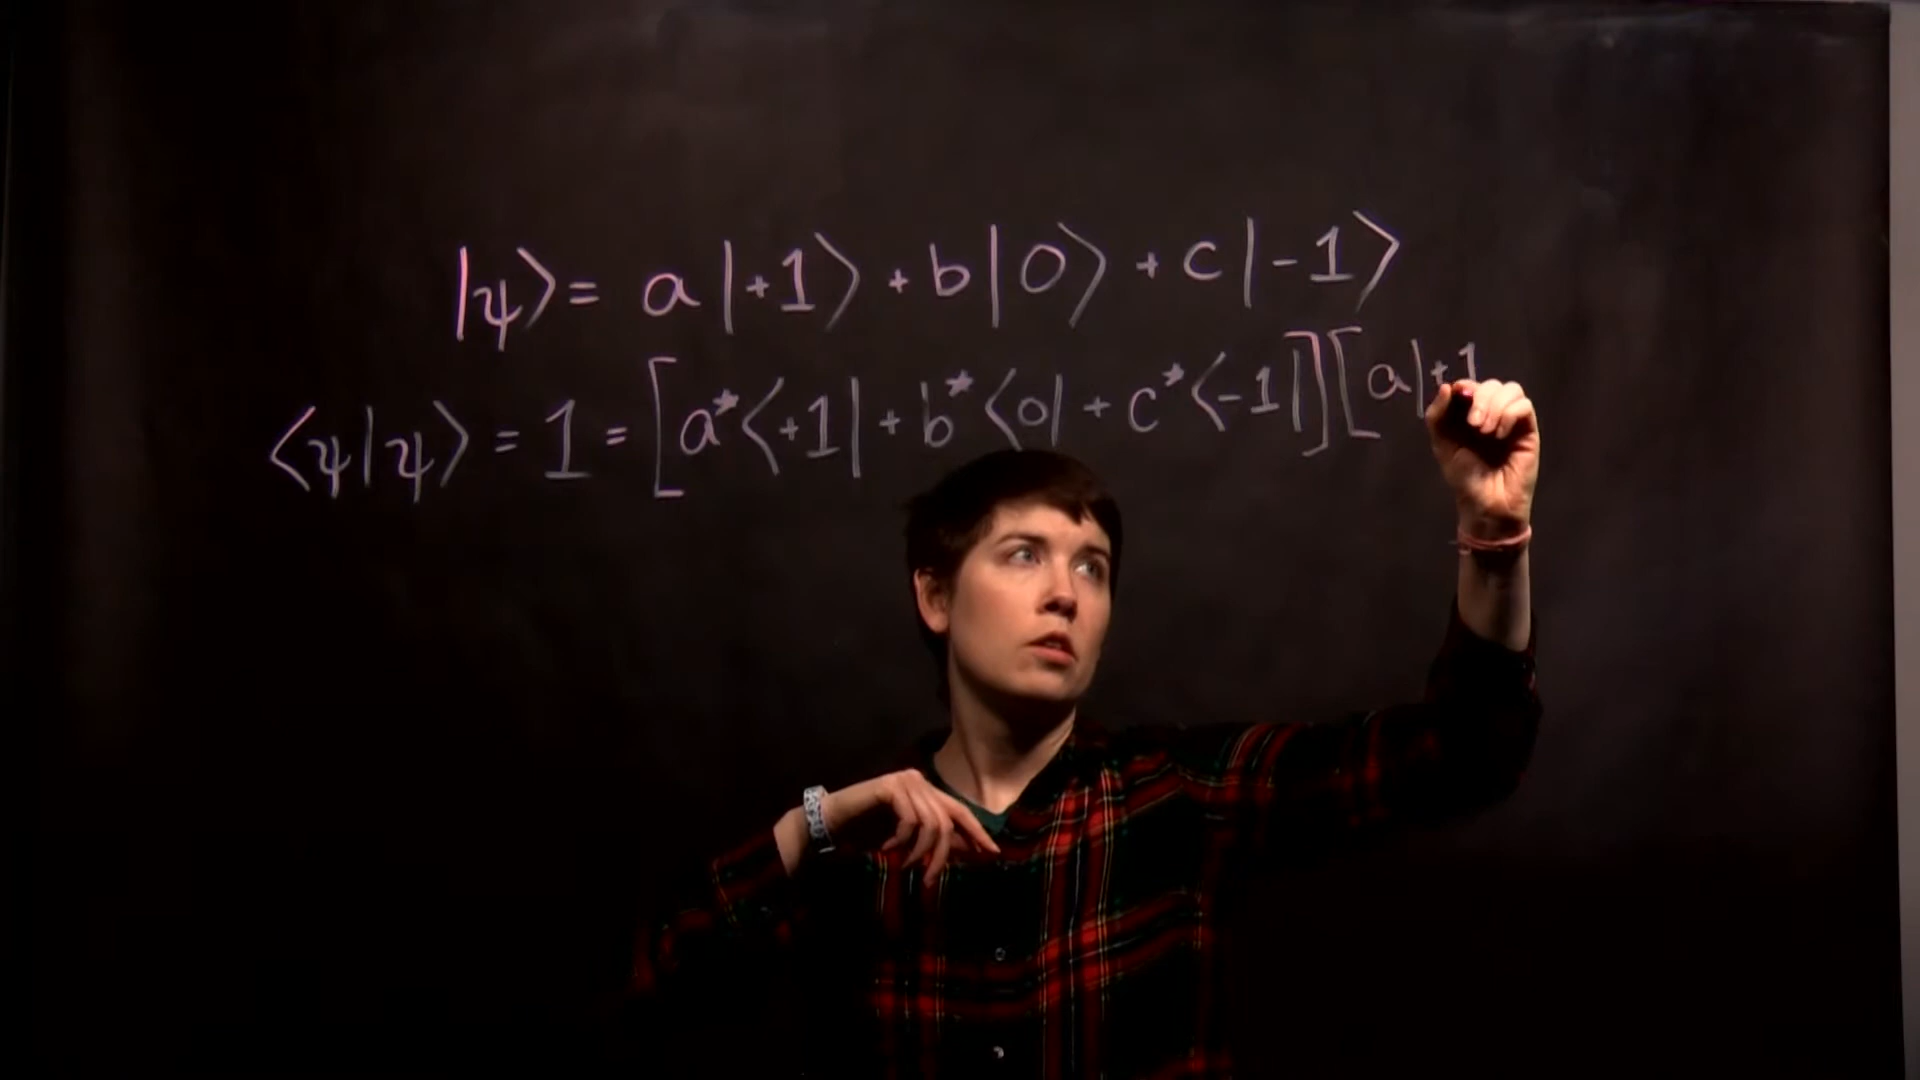 |ψ⟩ = a|+1⟩ + b|0⟩ + c|-1⟩
⟨ψ|ψ⟩ = 1 = [a*⟨+1| + b*⟨0| + c*⟨-1|][a|+1